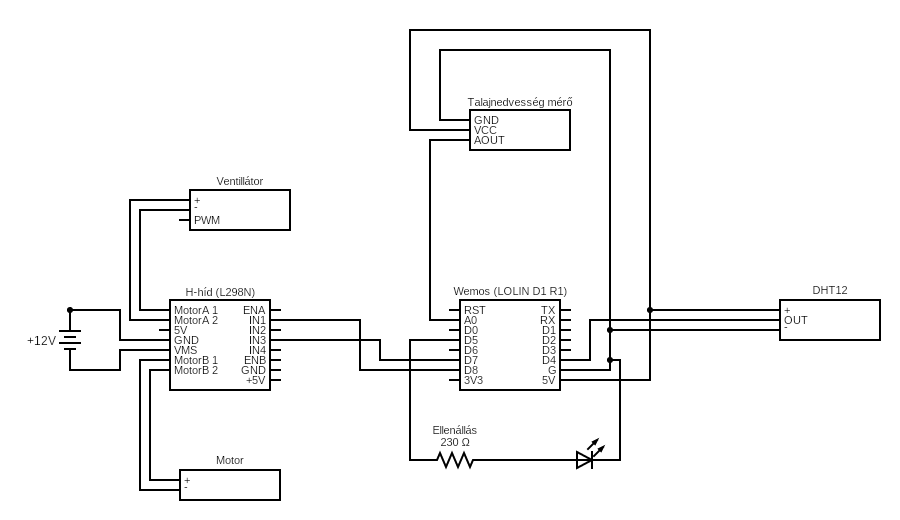 Talajnedvesség mérő
GND
VCC
AOUT
Ventillátor
+
-
PWM
H-híd (L298N)
MotorA 1 ENA
MotorA 2 IN1
5V IN2
GND IN3
VMS IN4
MotorB 1 ENB
MotorB 2 GND
+5V
+12V
Wemos (LOLIN D1 R1)
RST TX
A0 RX
D0 D1
D5 D2
D6 D3
D7 D4
D8 G
3V3 5V
DHT12
+
OUT
-
Ellenállás
230 Ω
Motor
+
-